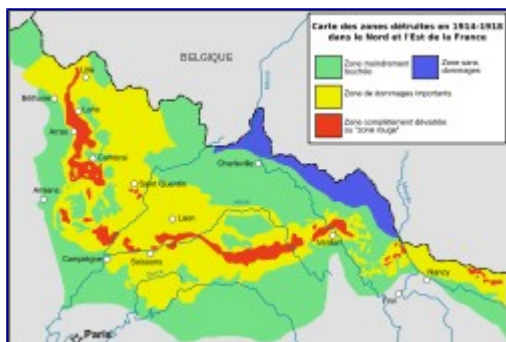 Carte des zones détruites en 1914-1918
dans le Nord et l'Est de la France
Zone moindrement
touchée
Zone sans
dommages
Zone de dommages importants
Zone complètement dévastée
ou "zone rouge"
BELGIQUE
Lille
Béthune
Lens
Arras
Cambrai
Amiens
Saint Quentin
Charleville
Laon
Compiègne
Soissons
Verdun
Nancy
Toul
Paris